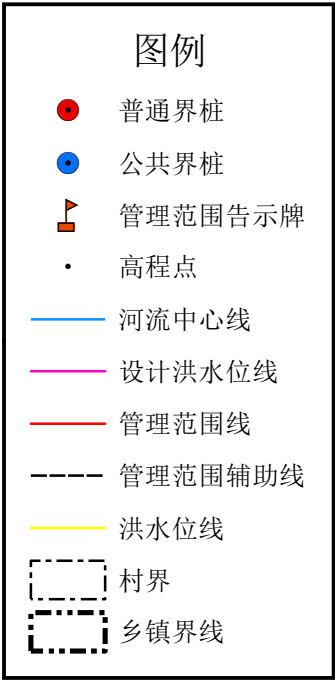 图例
普通界桩
公共界桩
管理范围告示牌
高程点
河流中心线
设计洪水位线
管理范围线
管理范围辅助线
洪水位线
村界
乡镇界线